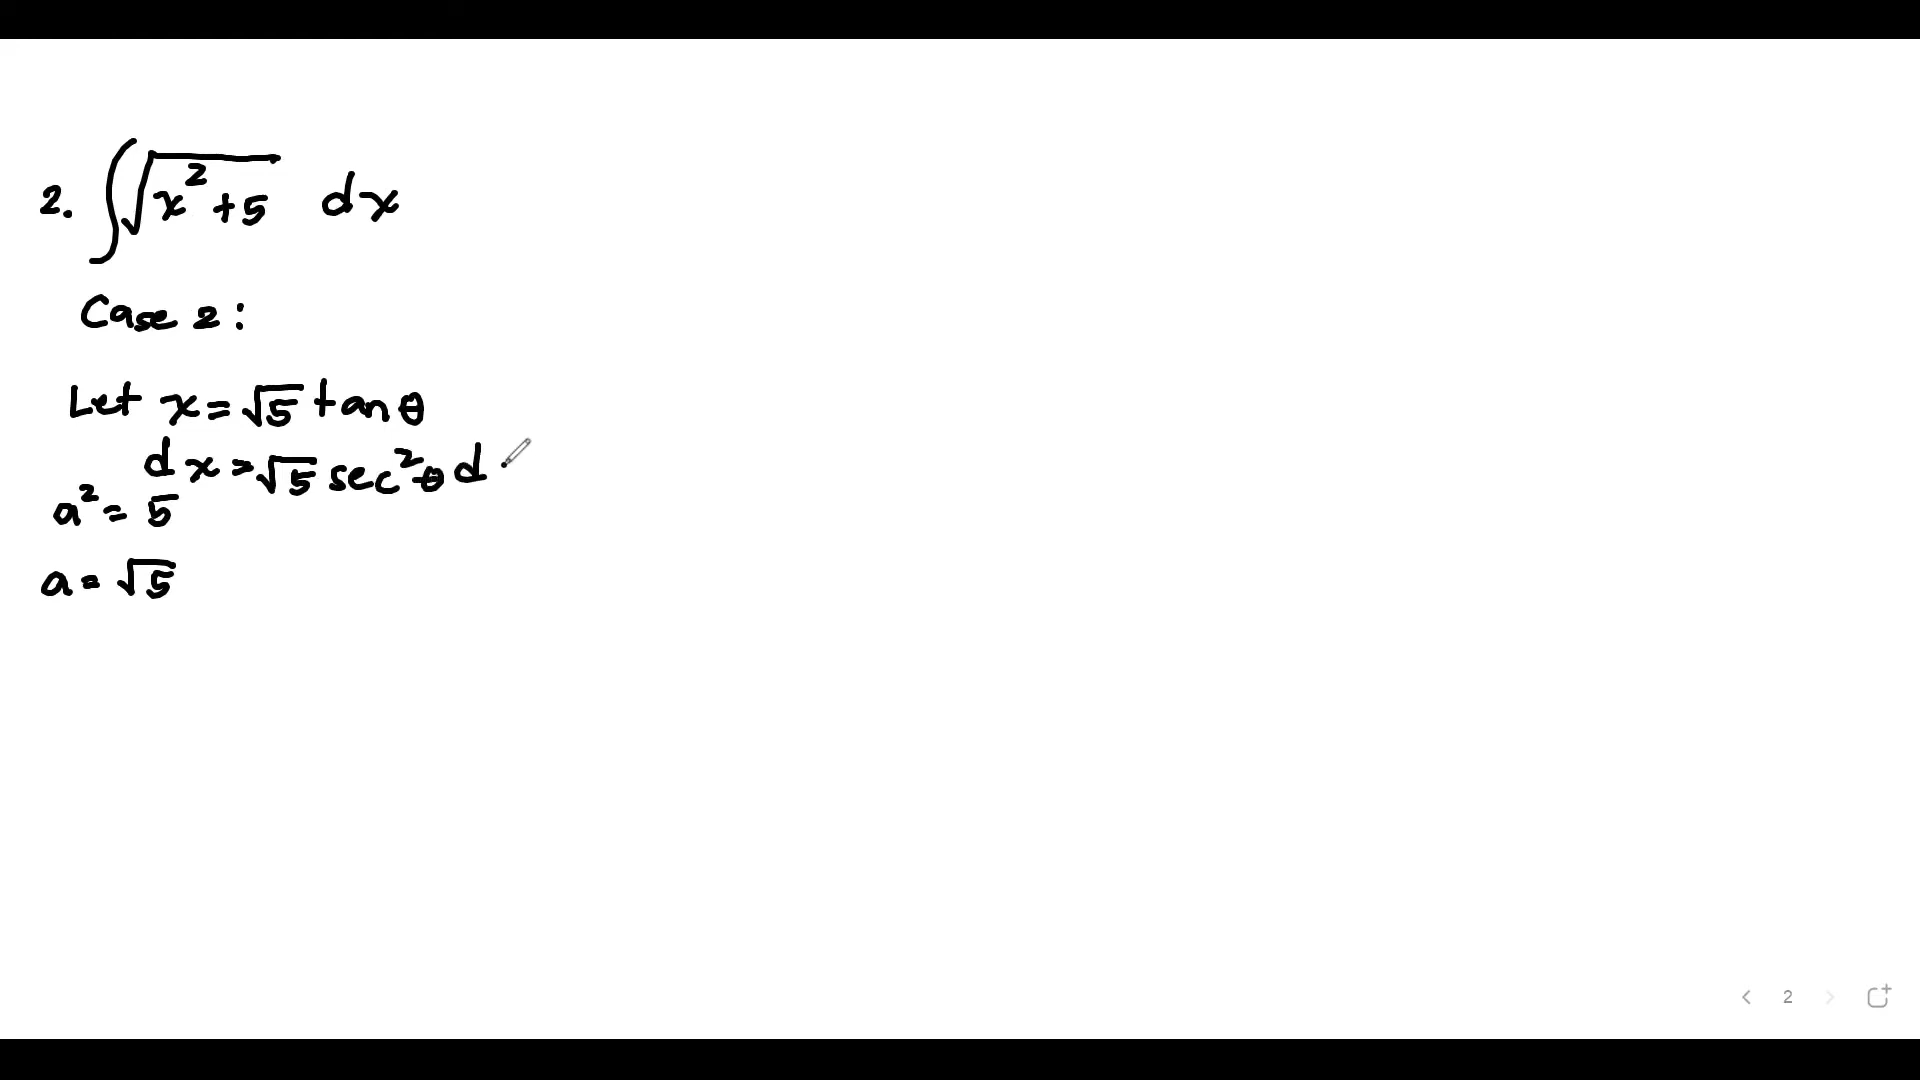 2. ∫√(x²+5) dx
Case 2:
Let x = √5 tan θ
dx = √5 sec²θ d
a² = 5
a = √5
2